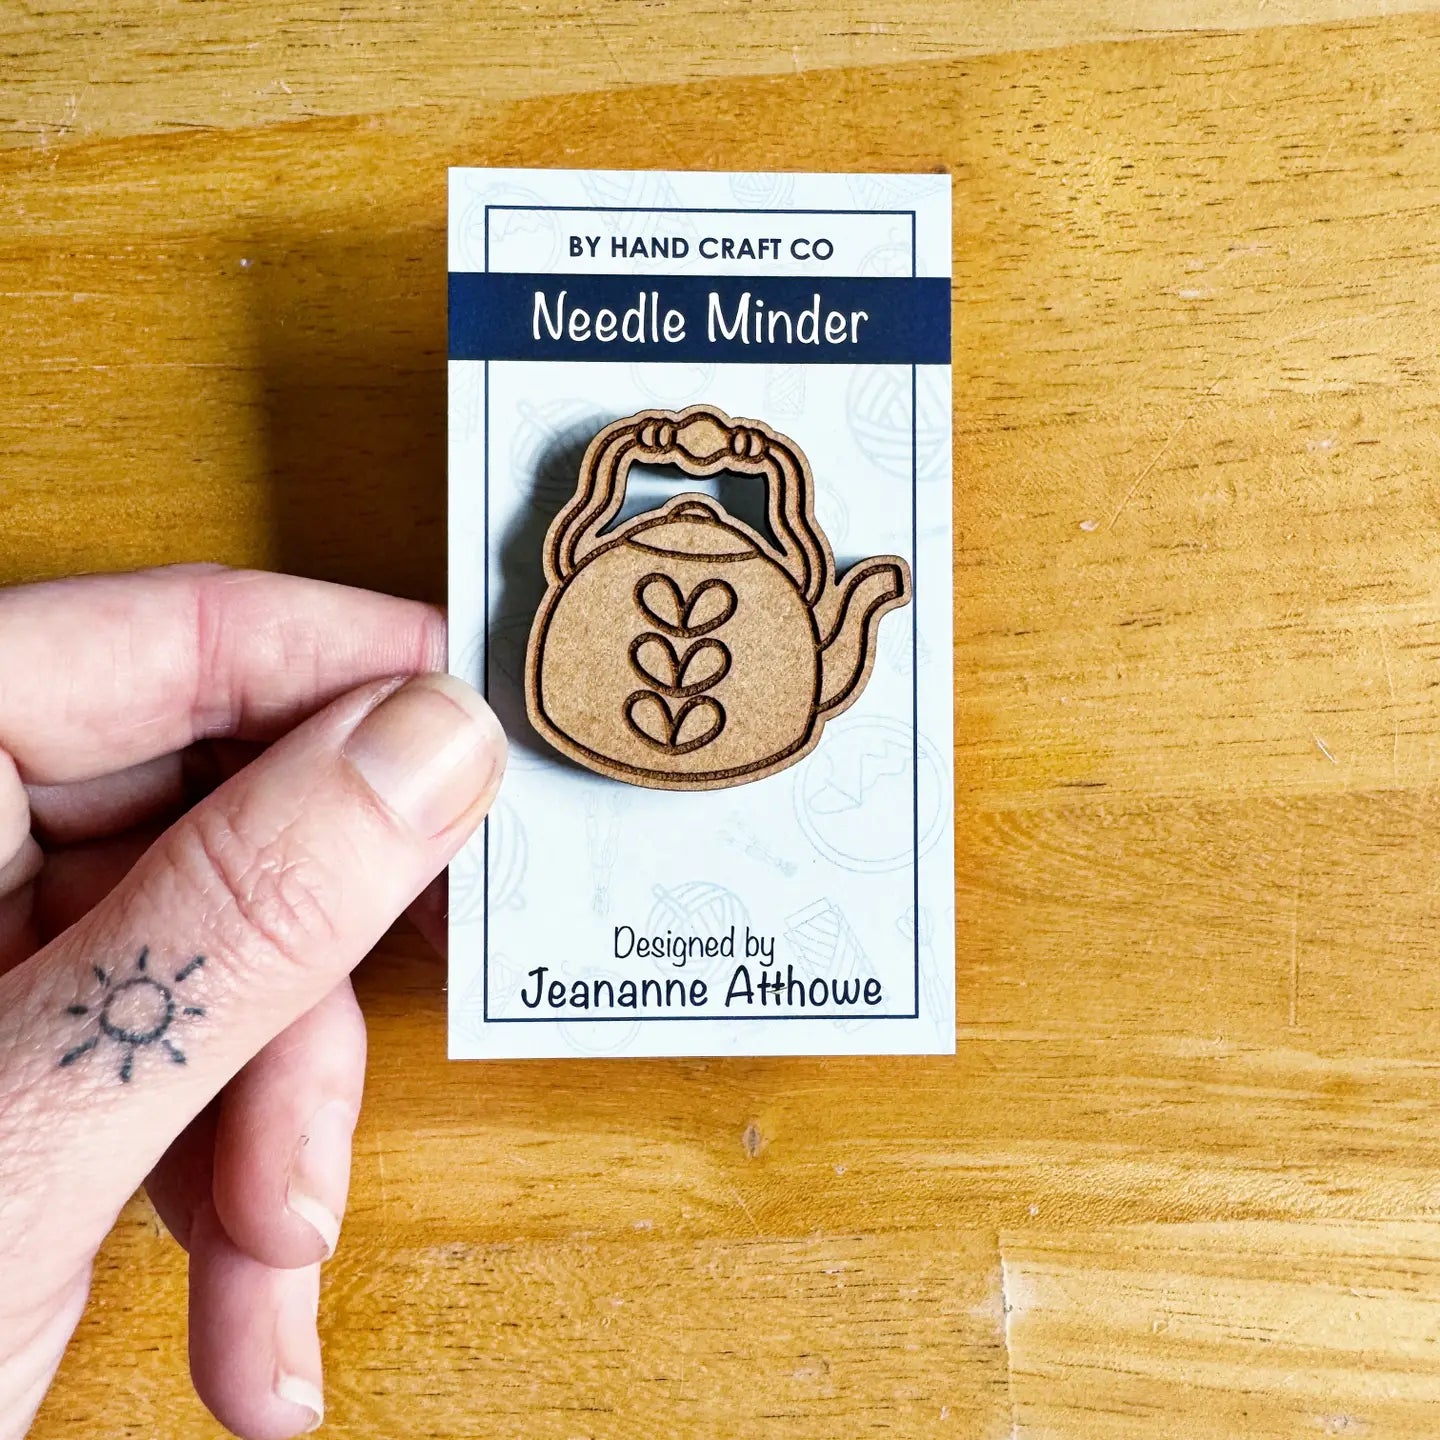 BY HAND CRAFT CO
Needle Minder
Designed by
Jeananne Atthowe